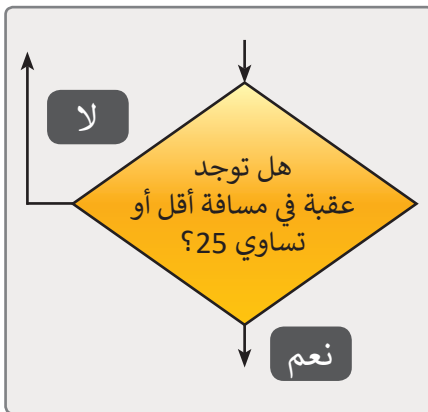 لا
هل توجد
عقبة في مسافة أقل أو
تساوي 25؟
نعم